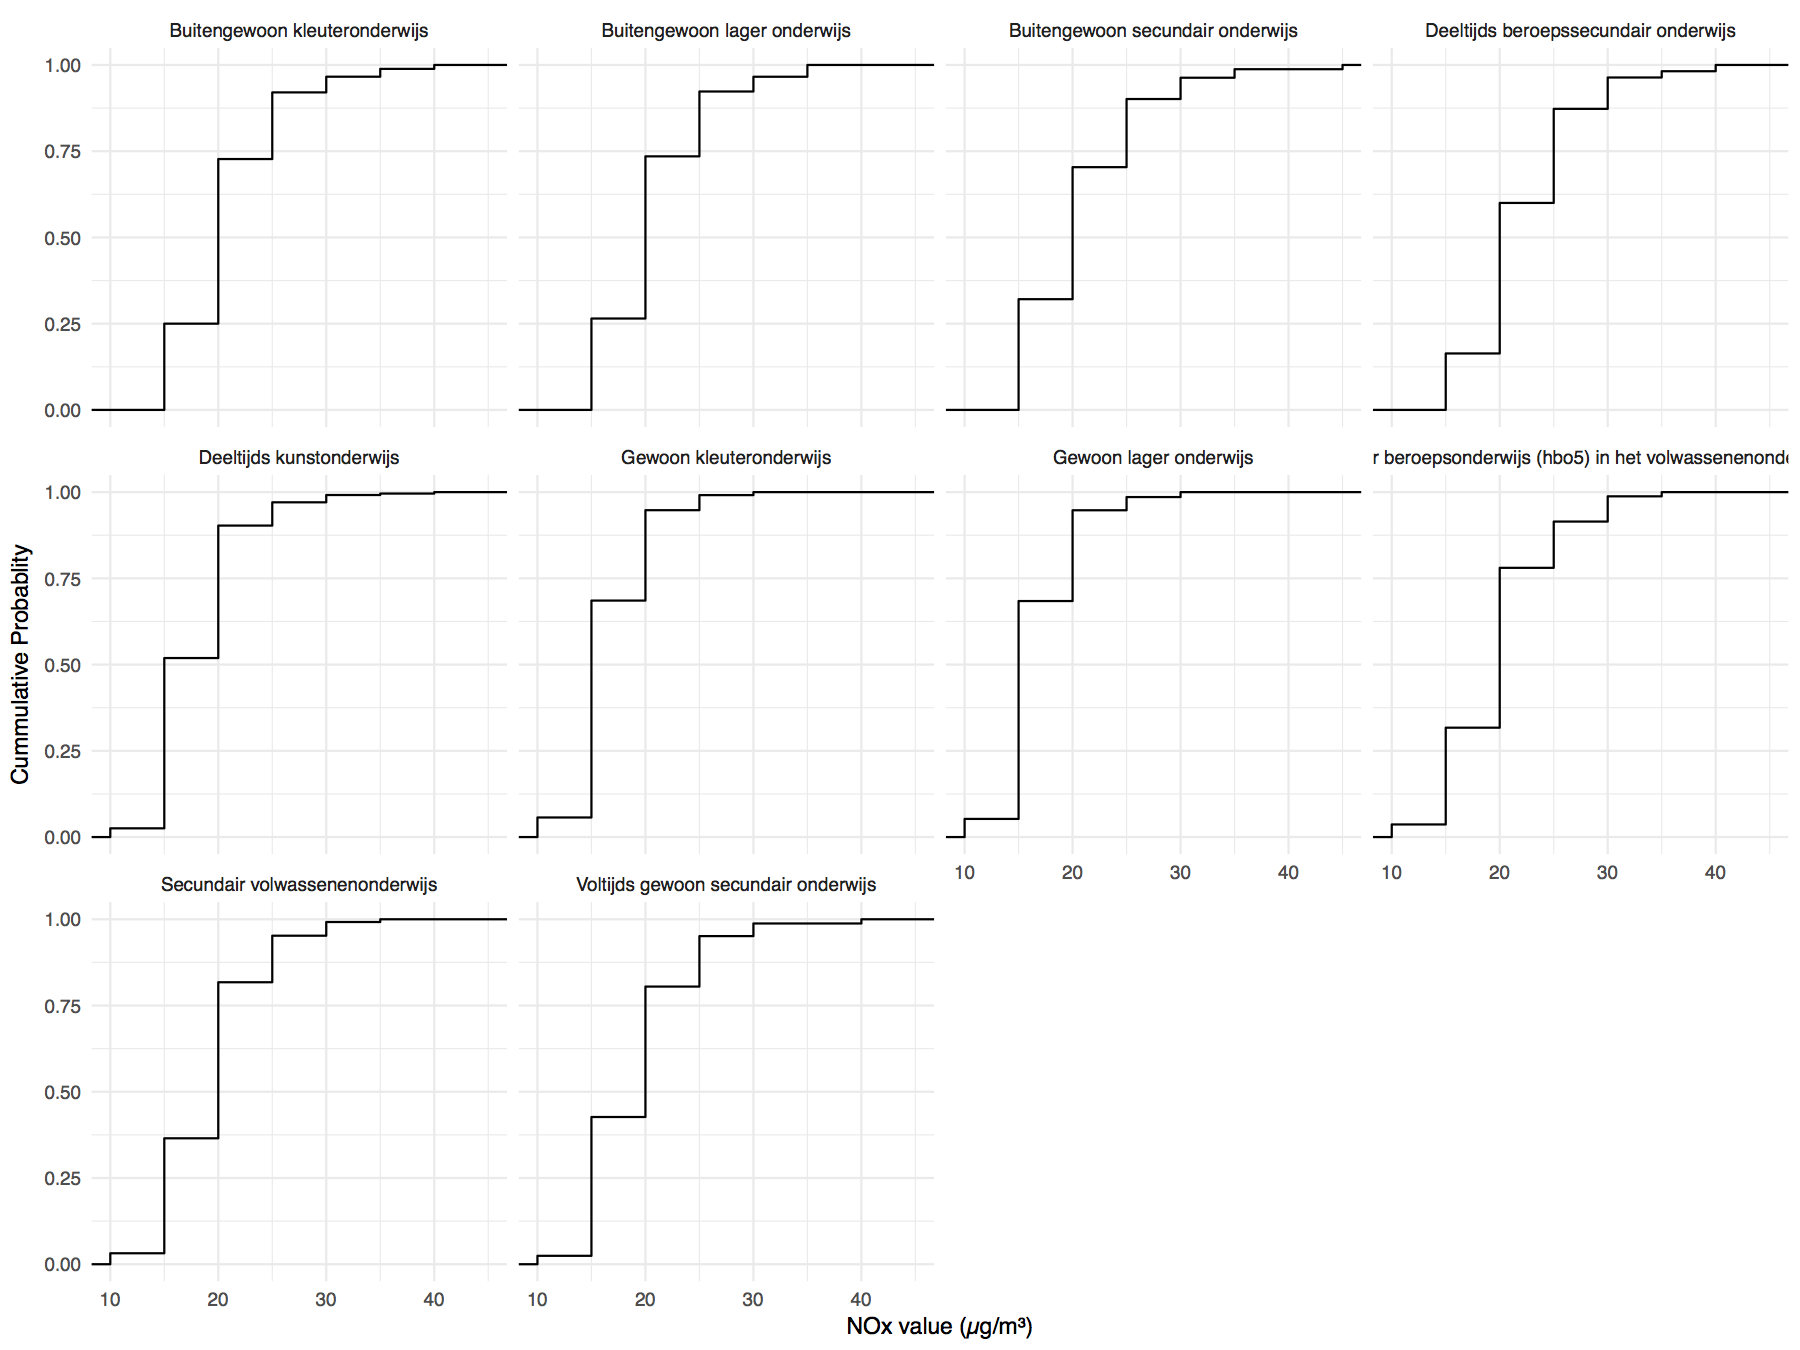 Buitengewoon kleuteronderwijs
Buitengewoon lager onderwijs
Buitengewoon secundair onderwijs
Deeltijds beroepssecundair onderwijs
1.00
0.75
0.50
0.25
0.00
Deeltijds kunstonderwijs
Gewoon kleuteronderwijs
Gewoon lager onderwijs
r beroepsonderwijs (hbo5) in het volwassenenonde
1.00
0.75
0.50
0.25
0.00
10 20 30 40
10 20 30 40
Secundair volwassenenonderwijs
Voltijds gewoon secundair onderwijs
1.00
0.75
0.50
0.25
0.00
10 20 30 40
10 20 30 40
Cummulative Probablity
NOx value (µg/m³)